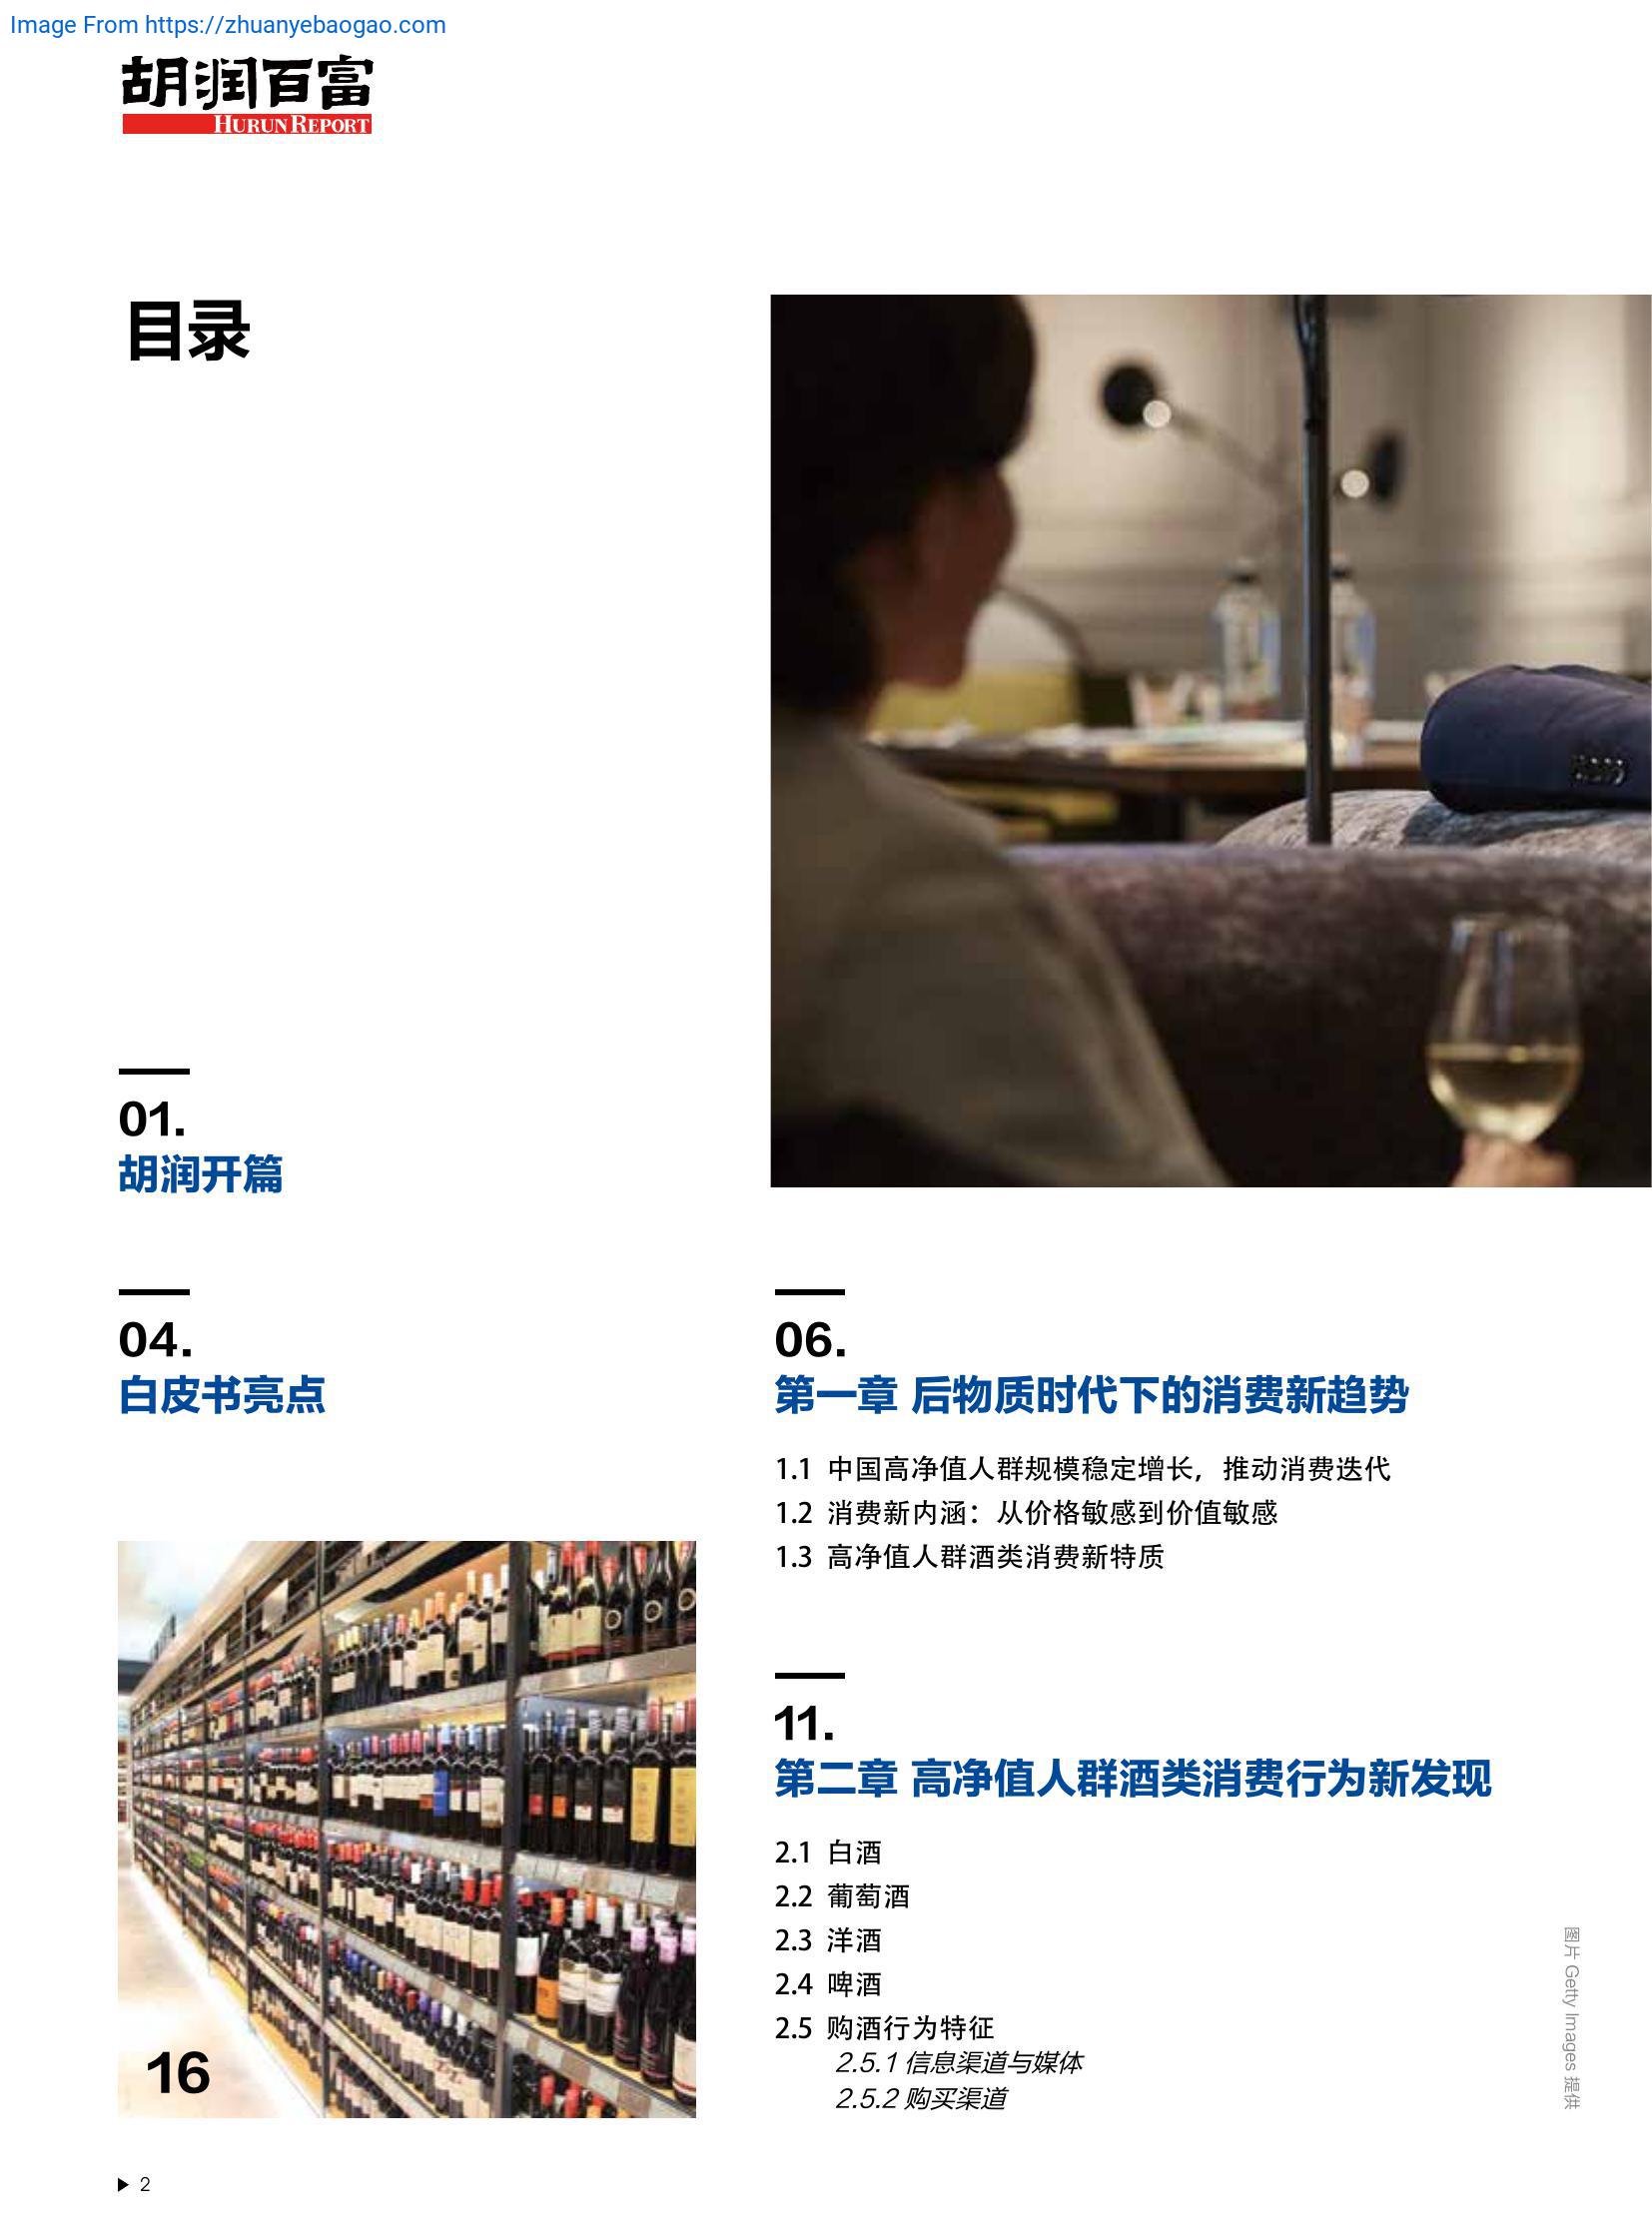 Image From https://zhuanyebaogao.com
胡润百富
HURUN REPORT
目录
01.
胡润开篇
04.
白皮书亮点
16
06.
第一章 后物质时代下的消费新趋势
1.1 中国高净值人群规模稳定增长，推动消费迭代
1.2 消费新内涵：从价格敏感到价值敏感
1.3 高净值人群酒类消费新特质
11.
第二章 高净值人群酒类消费行为新发现
2.1 白酒
2.2 葡萄酒
2.3 洋酒
2.4 啤酒
2.5 购酒行为特征
2.5.1 信息渠道与媒体
2.5.2 购买渠道
图片 Getty Images 提供
▶ 2